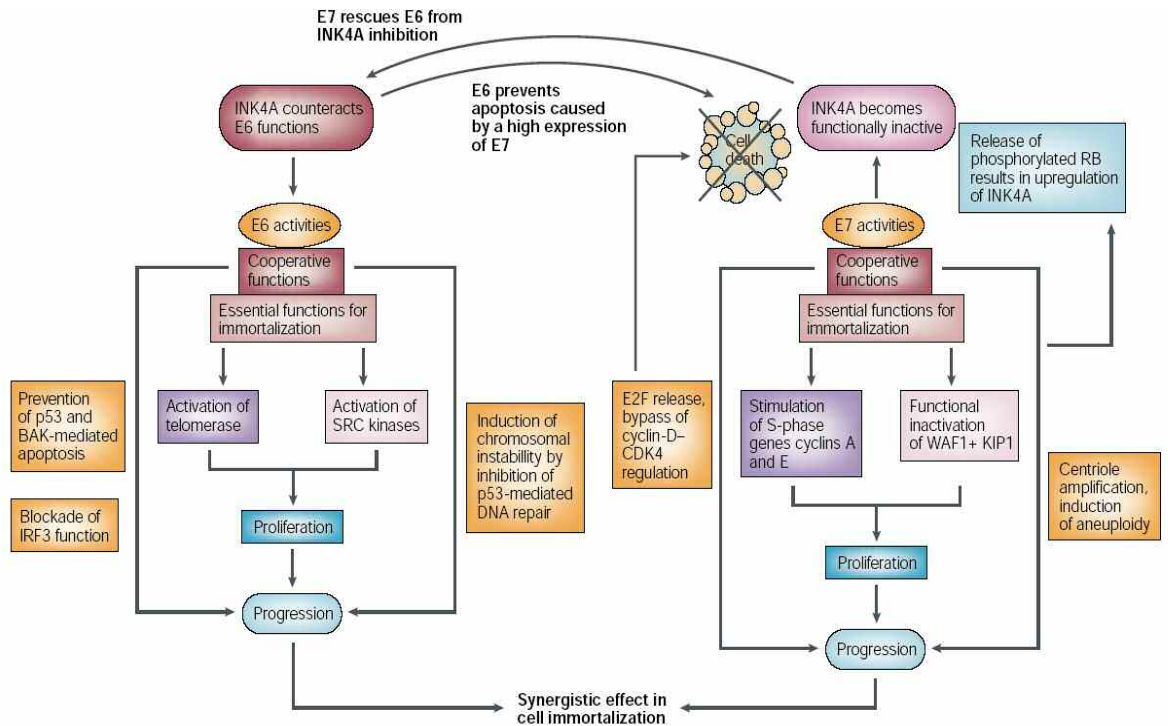 E7 rescues E6 from
INK4A inhibition
INK4A counteracts
E6 functions
E6 prevents
apoptosis caused
by a high expression
of E7
Cell
death
INK4A becomes
functionally inactive
Release of
phosphorylated RB
results in upregulation
of INK4A
E6 activities
Cooperative
functions
Essential functions for
immortalization
Prevention
of p53 and
BAK-mediated
apoptosis
Blockade of
IRF3 function
Activation of
telomerase
Activation of
SRC kinases
Induction of
chromosomal
instabillity by
inhibition of
p53-mediated
DNA repair
Proliferation
Progression
E7 activities
Cooperative
functions
Essential functions for
immortalization
E2F release,
bypass of
cyclin-D–
CDK4
regulation
Stimulation
of S-phase
genes cyclins A
and E
Functional
inactivation
of WAF1+ KIP1
Centriole
amplification,
induction
of aneuploidy
Proliferation
Progression
Synergistic effect in
cell immortalization